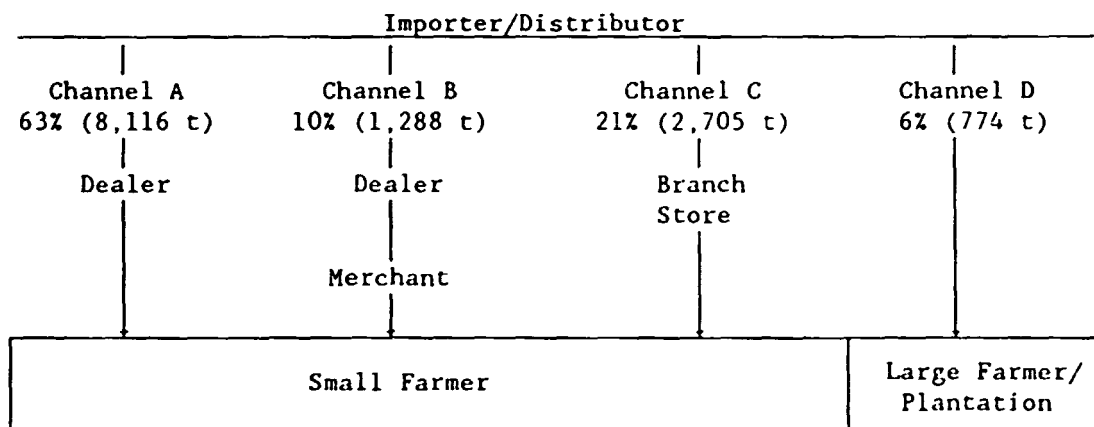 Importer/Distributor
Channel A Channel B Channel C Channel D
63% (8,116 t) 10% (1,288 t) 21% (2,705 t) 6% (774 t)
Dealer Dealer Branch
Store
Merchant
Small Farmer
Large Farmer/
Plantation